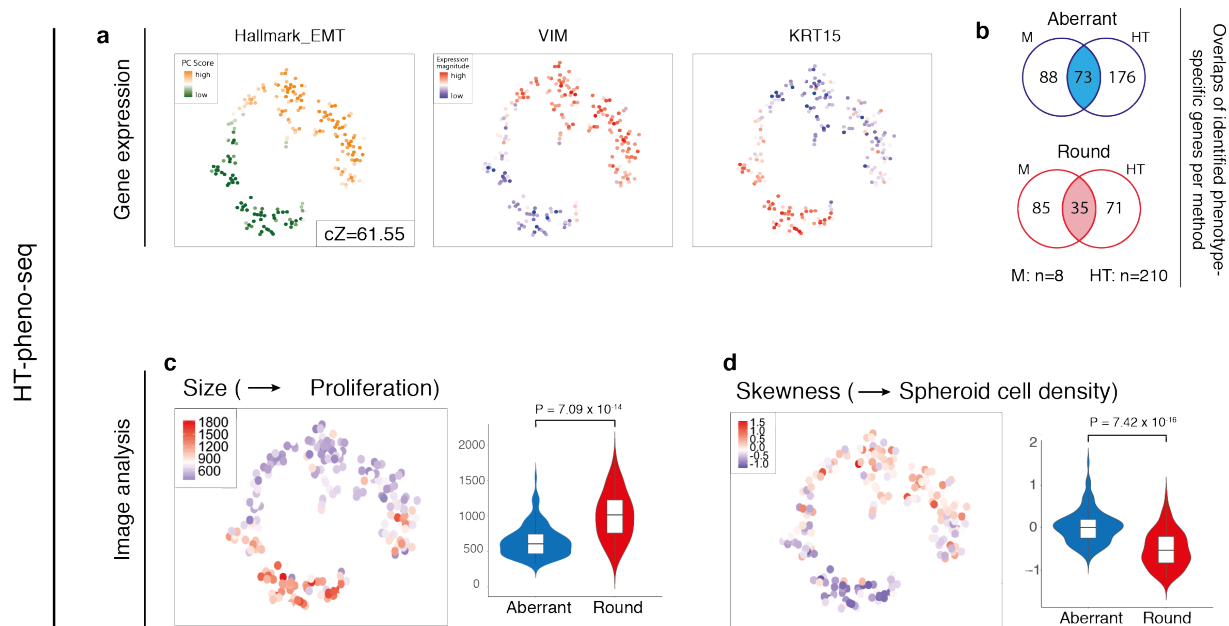 HT-pheno-seq
Gene expression
a
Hallmark_EMT
PC Score
high
low
cZ=61.55
VIM
Expression
magnitude
high
low
KRT15
b
Aberrant
M
HT
88
73
176
Round
M
HT
85
35
71
M: n=8 HT: n=210
Overlaps of identified phenotype-
specific genes per method
Image analysis
c
Size ( → Proliferation)
1800
1500
1200
900
600
P = 7.09 x 10⁻¹⁴
2000
1500
1000
500
0
Aberrant
Round
d
Skewness ( → Spheroid cell density)
1.5
1.0
0.5
0.0
-0.5
-1.0
P = 7.42 x 10⁻¹⁶
2
1
0
−1
Aberrant
Round